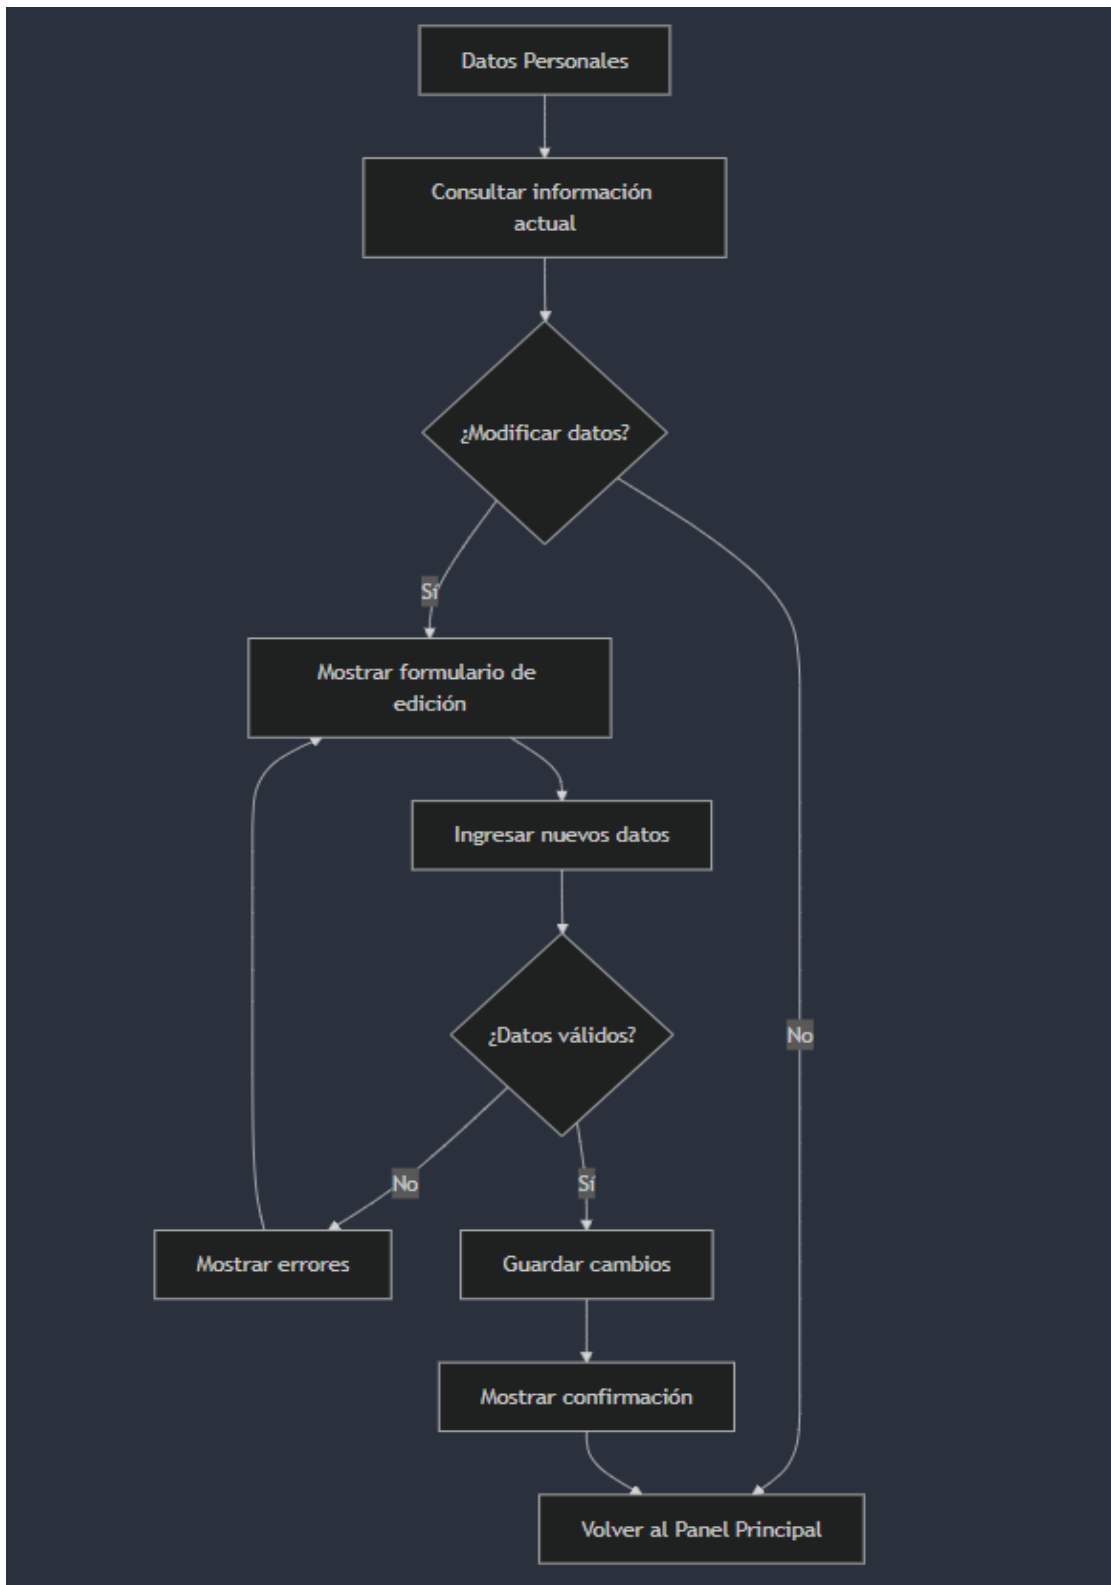 Datos Personales
Consultar información
actual
¿Modificar datos?
Sí
Mostrar formulario de
edición
Ingresar nuevos datos
¿Datos válidos?
No
No
Sí
Mostrar errores
Guardar cambios
Mostrar confirmación
Volver al Panel Principal